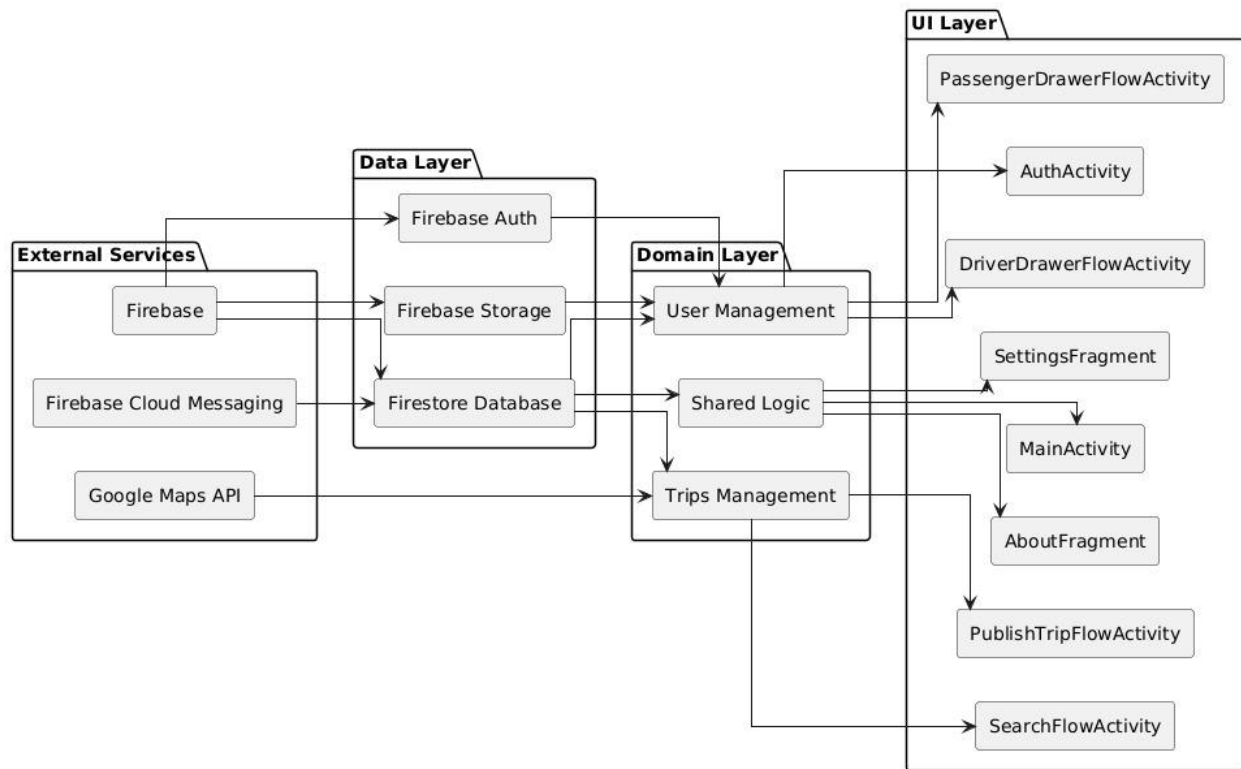 External Services
Firebase
Firebase Cloud Messaging
Google Maps API
Data Layer
Firebase Auth
Firebase Storage
Firestore Database
Domain Layer
User Management
Shared Logic
Trips Management
UI Layer
PassengerDrawerFlowActivity
AuthActivity
DriverDrawerFlowActivity
SettingsFragment
MainActivity
AboutFragment
PublishTripFlowActivity
SearchFlowActivity